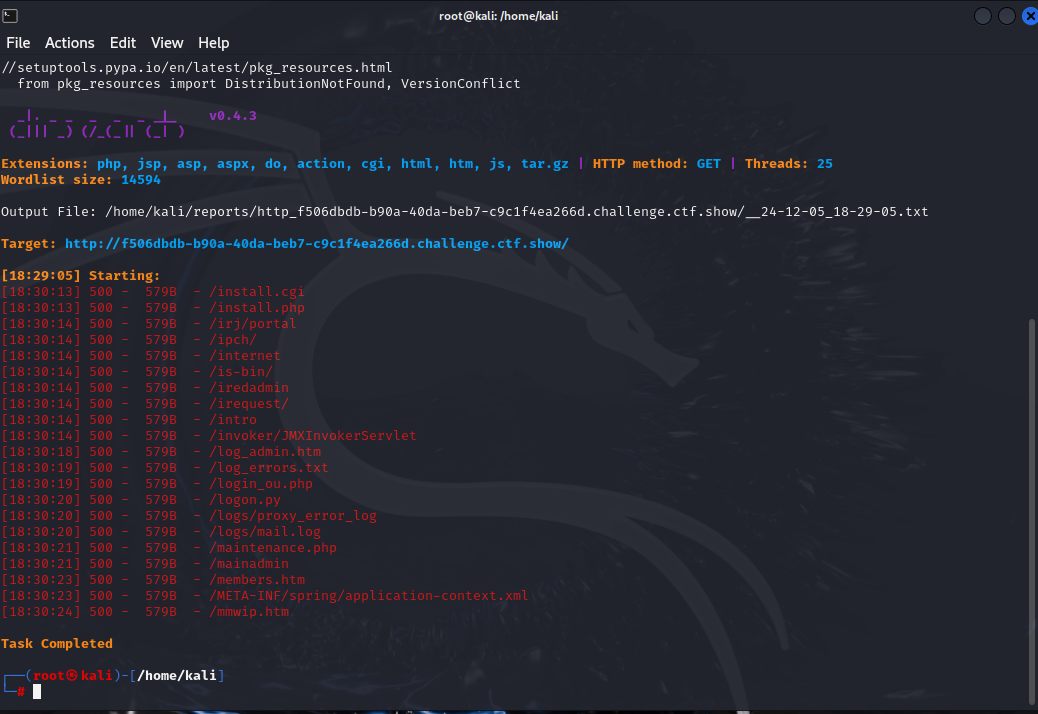 root@kali: /home/kali
File Actions Edit View Help
//setuptools.pypa.io/en/latest/pkg_resources.html
  from pkg_resources import DistributionNotFound, VersionConflict
  _|. _ _  _  _  _ _|_    v0.4.3
 (_||| _) (/_(_|| (_| )
Extensions: php, jsp, asp, aspx, do, action, cgi, html, htm, js, tar.gz | HTTP method: GET | Threads: 25
Wordlist size: 14594
Output File: /home/kali/reports/http_f506dbdb-b90a-40da-beb7-c9c1f4ea266d.challenge.ctf.show/__24-12-05_18-29-05.txt
Target: http://f506dbdb-b90a-40da-beb7-c9c1f4ea266d.challenge.ctf.show/
[18:29:05] Starting:
[18:30:13] 500 -  579B  - /install.cgi
[18:30:13] 500 -  579B  - /install.php
[18:30:14] 500 -  579B  - /irj/portal
[18:30:14] 500 -  579B  - /ipch/
[18:30:14] 500 -  579B  - /internet
[18:30:14] 500 -  579B  - /is-bin/
[18:30:14] 500 -  579B  - /iredadmin
[18:30:14] 500 -  579B  - /irequest/
[18:30:14] 500 -  579B  - /intro
[18:30:14] 500 -  579B  - /invoker/JMXInvokerServlet
[18:30:18] 500 -  579B  - /log_admin.htm
[18:30:19] 500 -  579B  - /log_errors.txt
[18:30:19] 500 -  579B  - /login_ou.php
[18:30:20] 500 -  579B  - /logon.py
[18:30:20] 500 -  579B  - /logs/proxy_error_log
[18:30:20] 500 -  579B  - /logs/mail.log
[18:30:21] 500 -  579B  - /maintenance.php
[18:30:21] 500 -  579B  - /mainadmin
[18:30:23] 500 -  579B  - /members.htm
[18:30:23] 500 -  579B  - /META-INF/spring/application-context.xml
[18:30:24] 500 -  579B  - /mmwip.htm
Task Completed
┌──(root㉿kali)-[/home/kali]
└─#